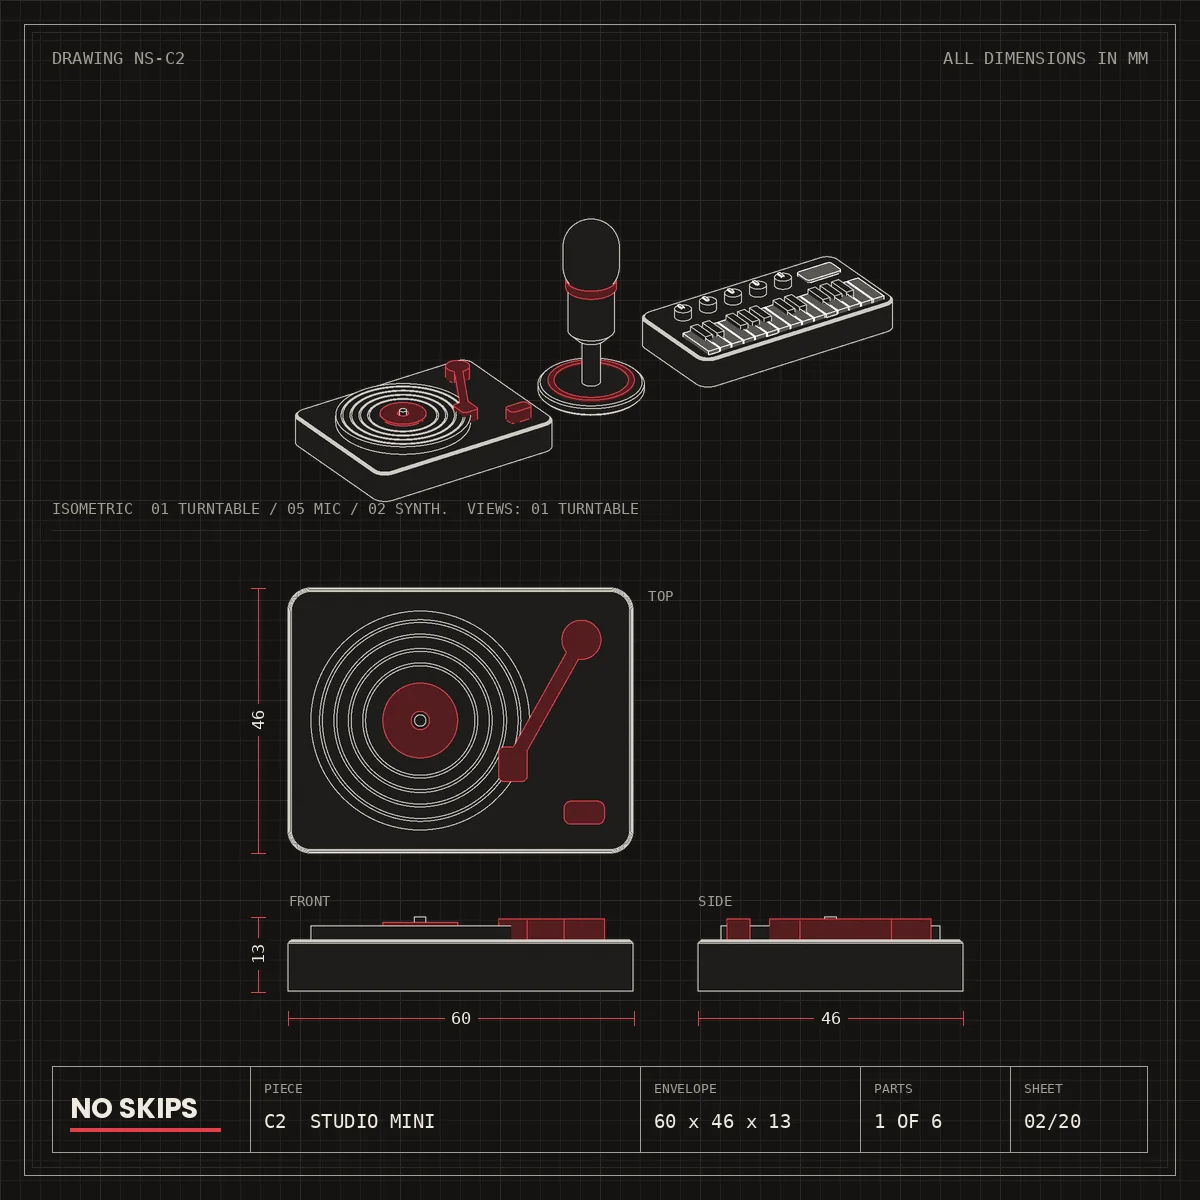 DRAWING NS-C2
ALL DIMENSIONS IN MM
ISOMETRIC  01 TURNTABLE / 05 MIC / 02 SYNTH.  VIEWS: 01 TURNTABLE
TOP
46
FRONT
SIDE
13
60
46
NO SKIPS
PIECE
C2  STUDIO MINI
ENVELOPE
60 x 46 x 13
PARTS
1 OF 6
SHEET
02/20